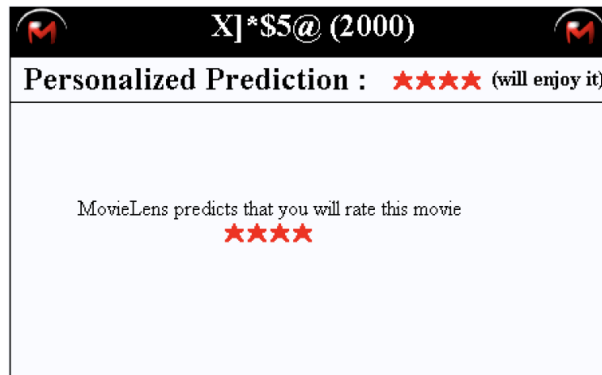 X]*$5@ (2000)
Personalized Prediction : ★★★★ (will enjoy it)
MovieLens predicts that you will rate this movie
★★★★